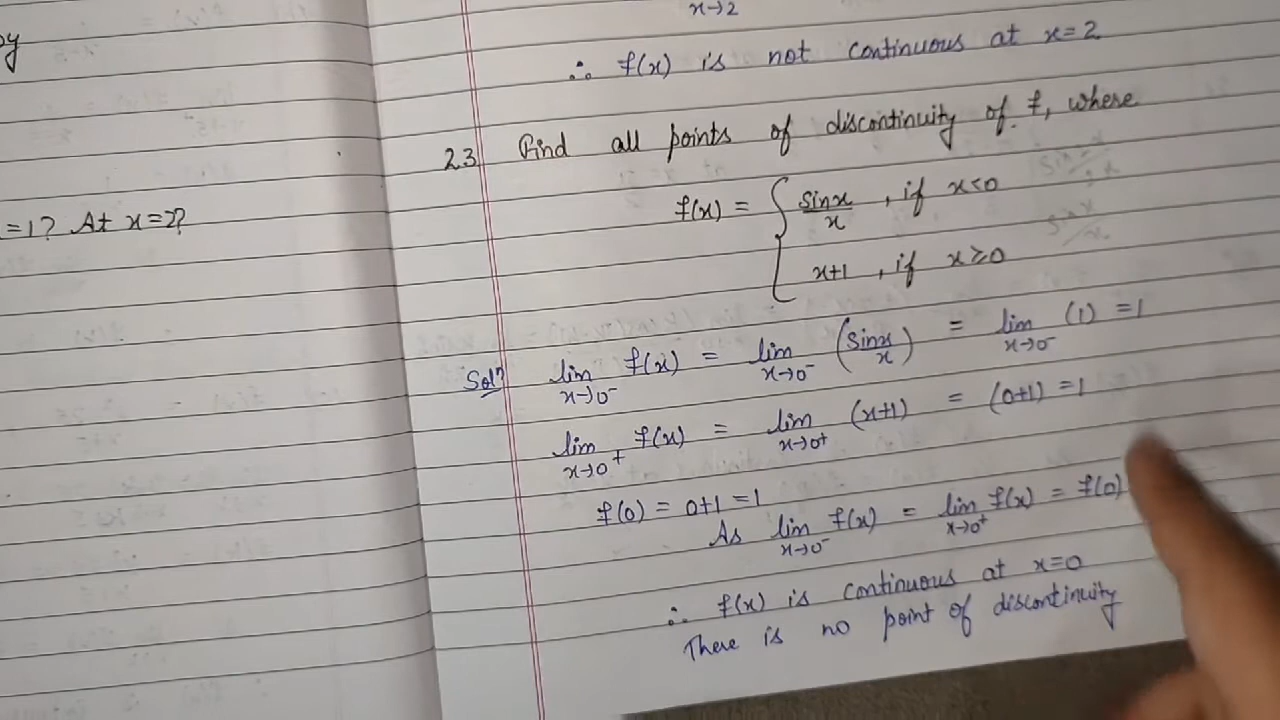 =1? At x=2?
x→2
∴ f(x) is not continuous at x=2
23 Find all points of discontinuity of f, where
f(x) = { sinx/x , if x<0
x+1 , if x≥0
Solⁿ lim x→0⁻ f(x) = lim x→0⁻ (sinx/x) = lim x→0⁻ (1) =1
lim x→0⁺ f(x) = lim x→0⁺ (x+1) = (0+1) =1
f(0) = 0+1 =1
As lim x→0⁻ f(x) = lim x→0⁺ f(x) = f(0)
∴ f(x) is continuous at x=0
There is no point of discontinuity